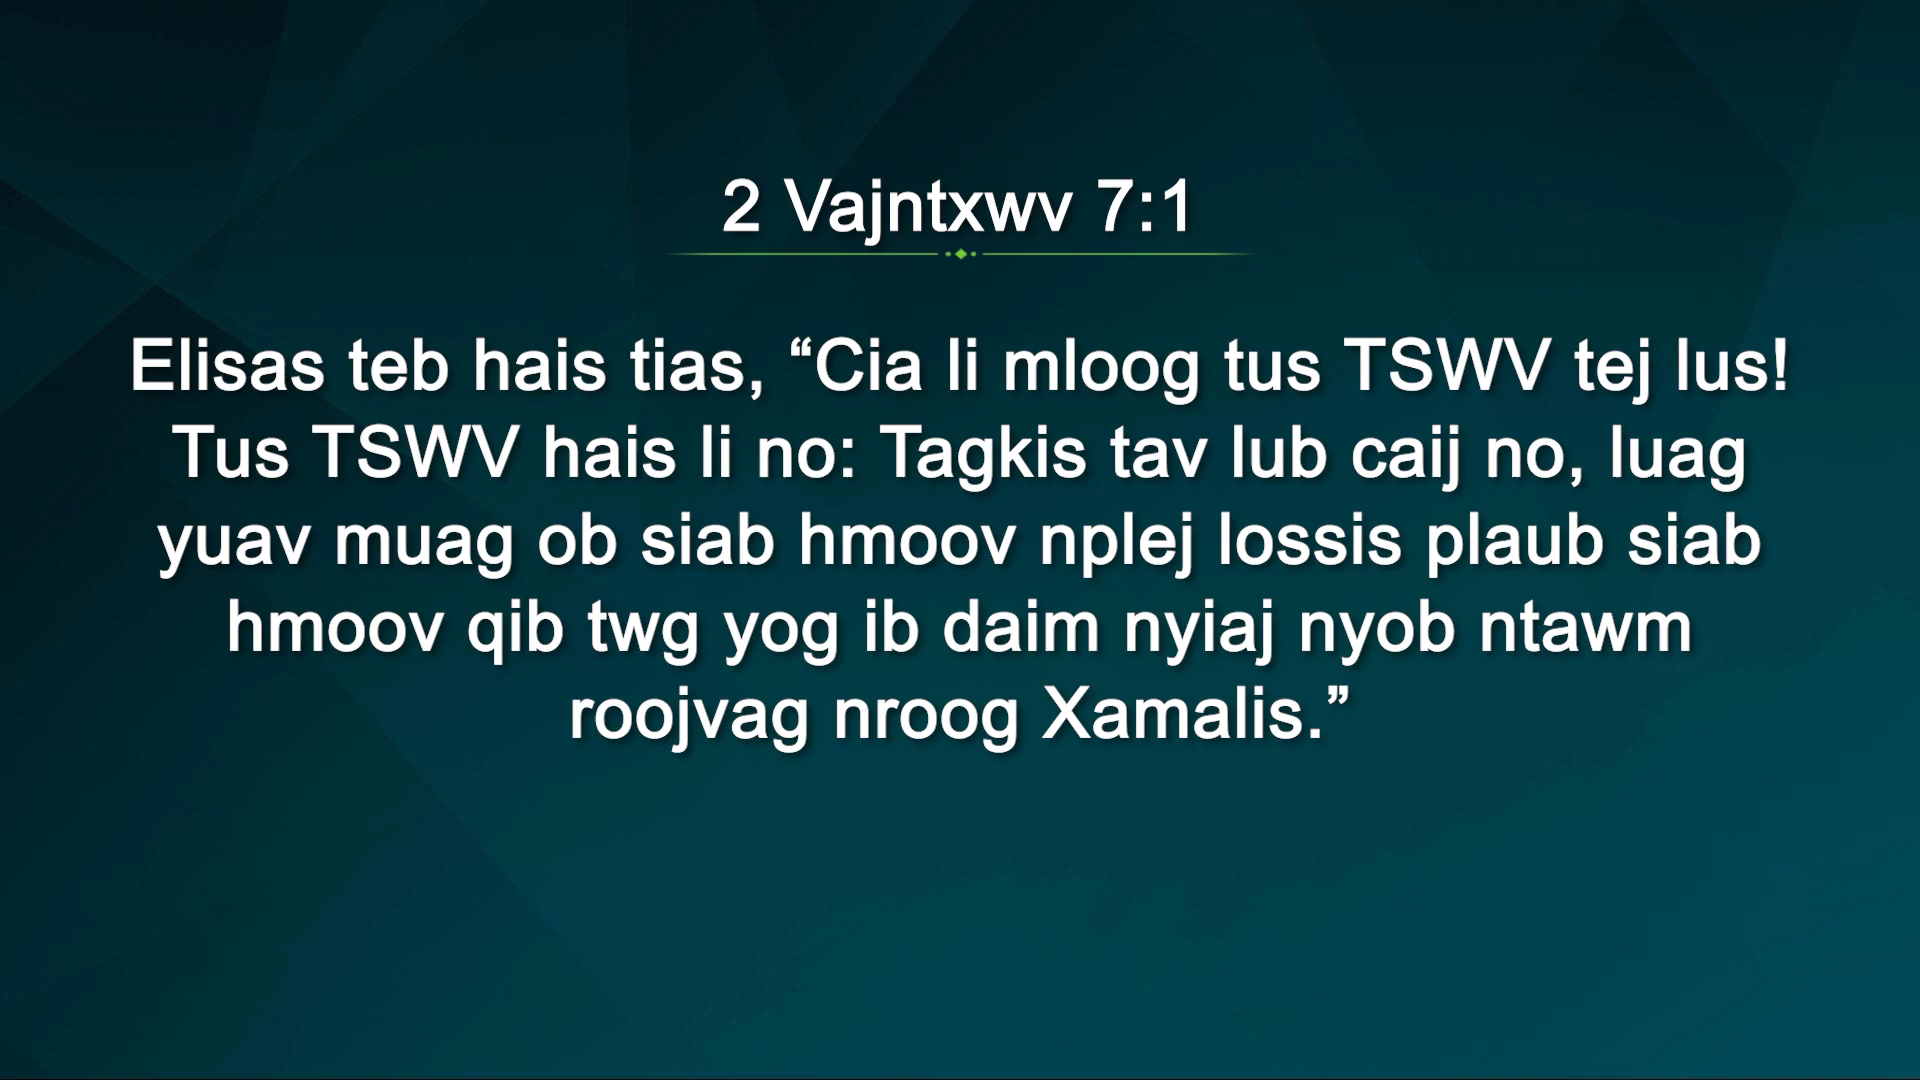 2 Vajntxwv 7:1
Elisas teb hais tias, “Cia li mloog tus TSWV tej lus!
Tus TSWV hais li no: Tagkis tav lub caij no, luag
yuav muag ob siab hmoov nplej lossis plaub siab
hmoov qib twg yog ib daim nyiaj nyob ntawm
roojvag nroog Xamalis.”